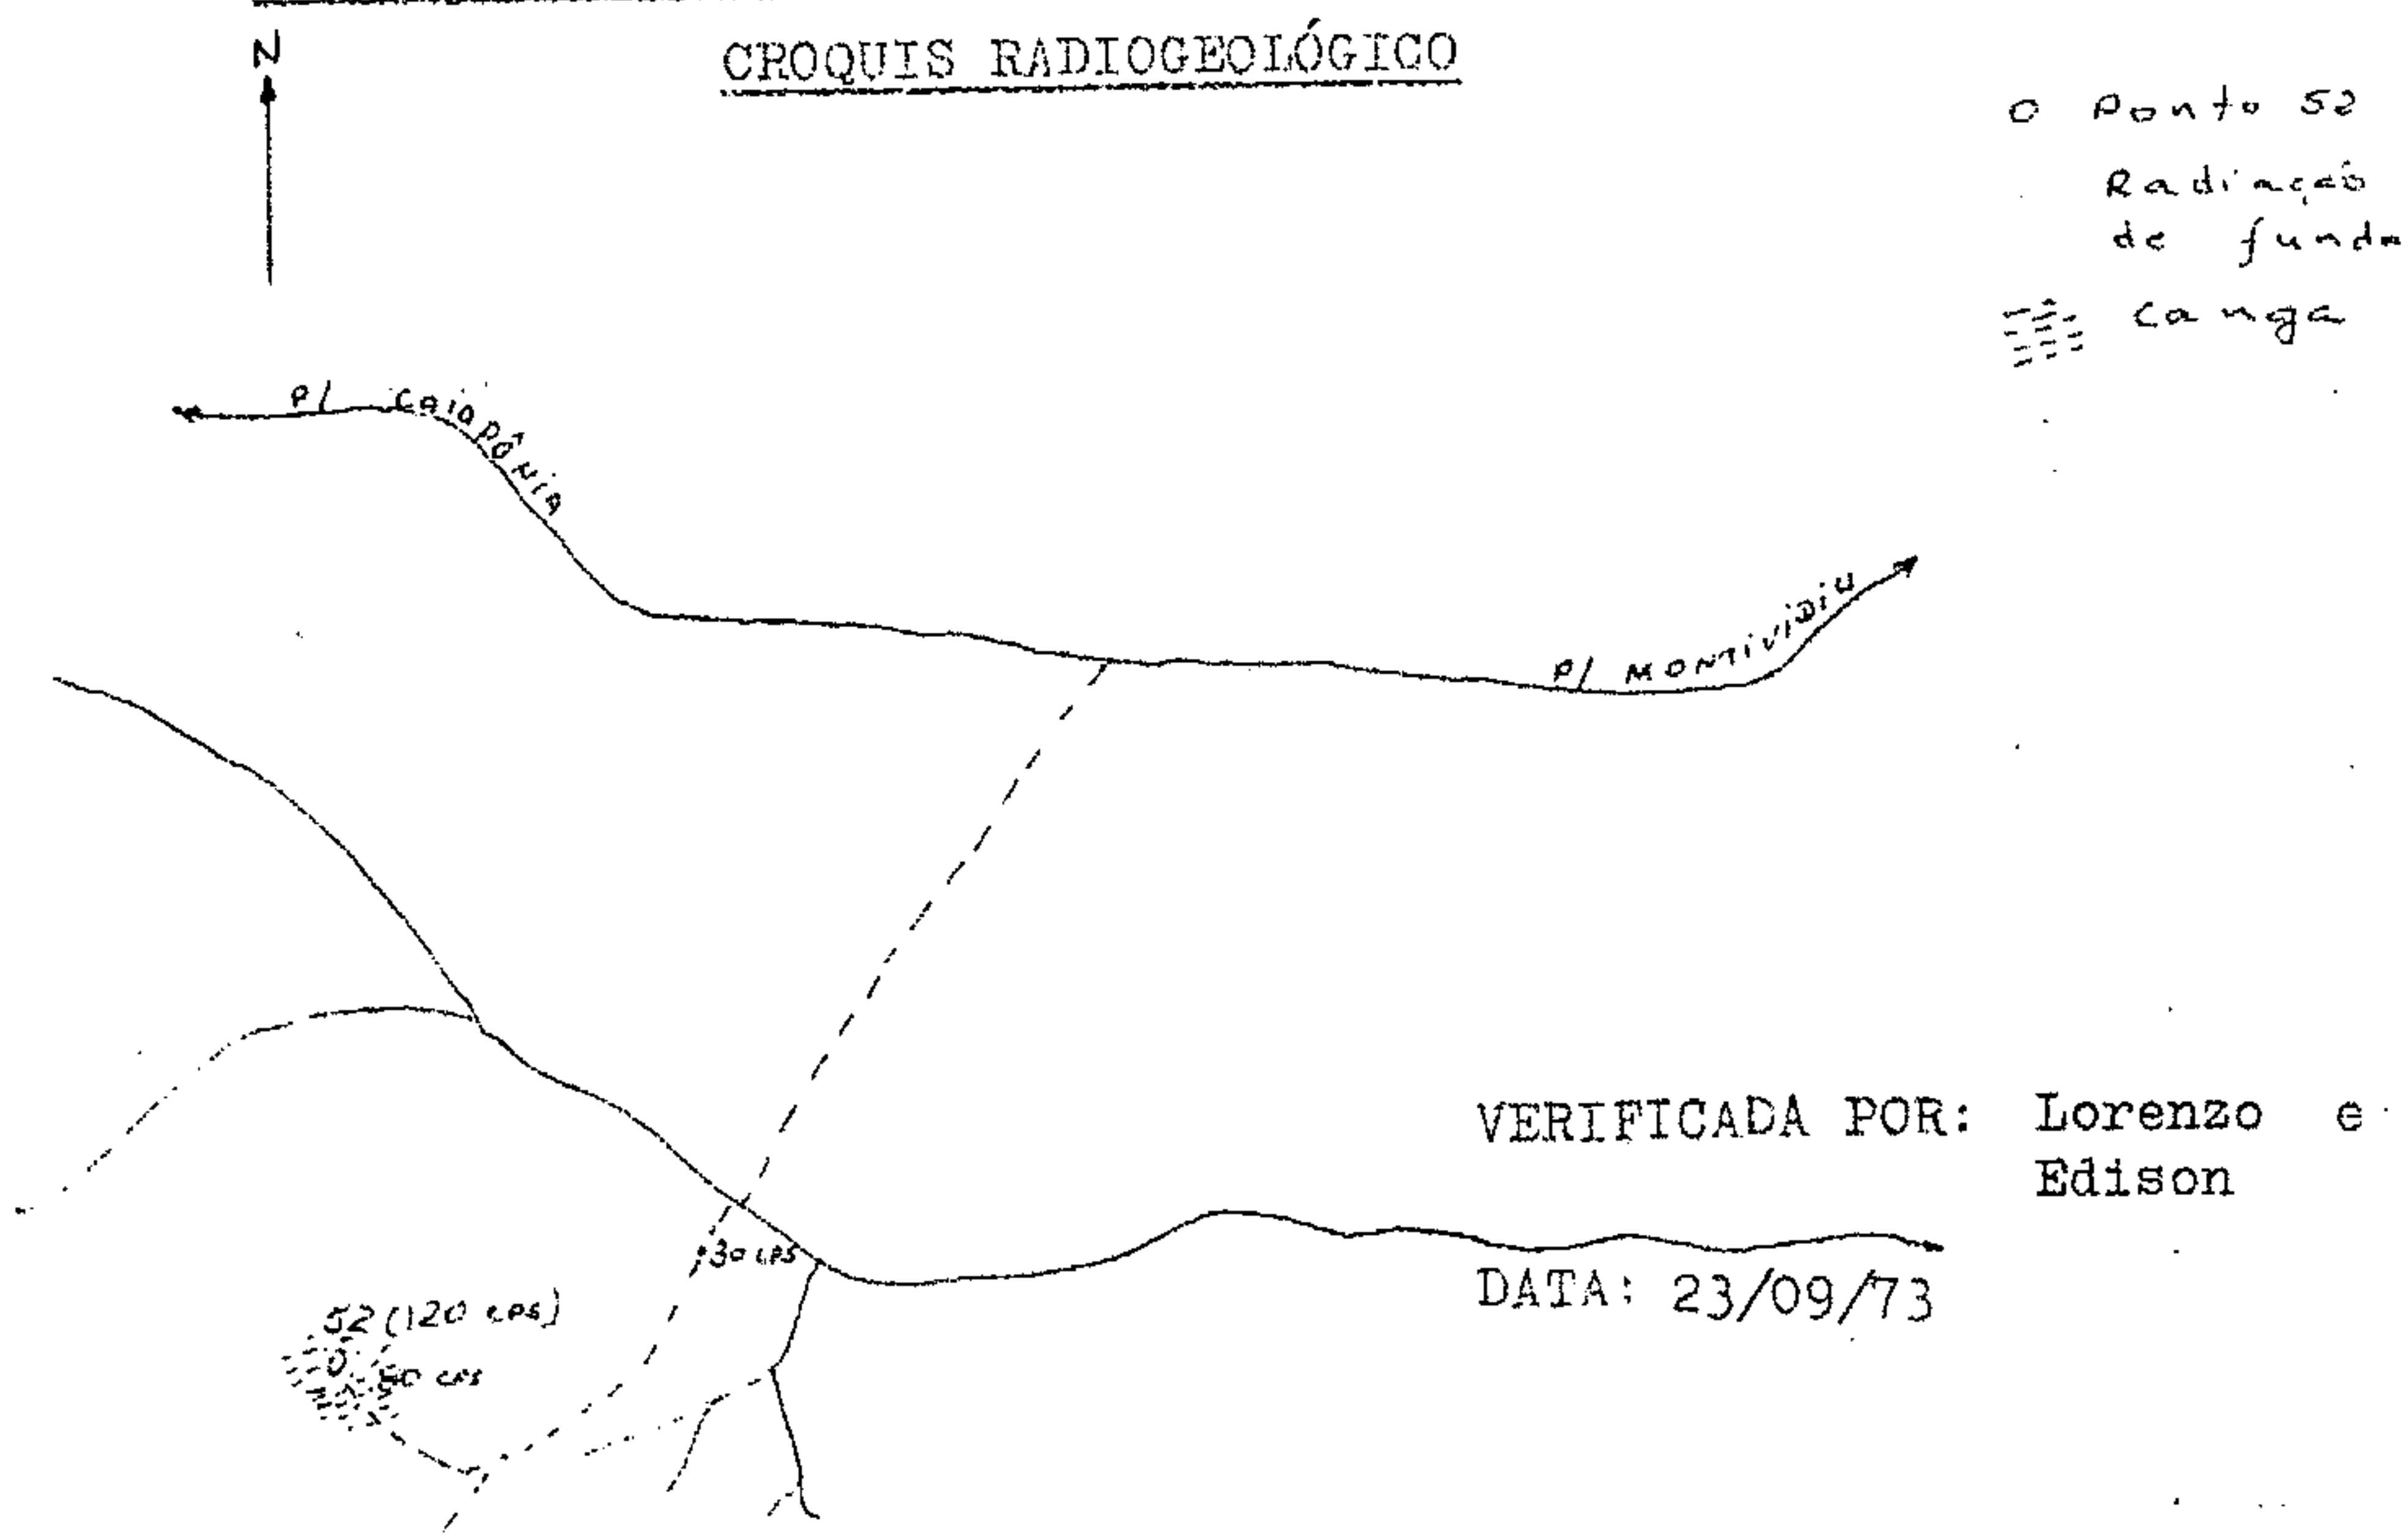 CROQUIS RADIOGEOLÓGICO
N
O Ponto 52
Radiação
de fundo
Canga
P/ CAIAPÔNIA
P/ MONTIVIDIU
VERIFICADA POR: Lorenzo e
Edison
30 CPS
DATA: 23/09/73
52 (120 CPS)
CPS